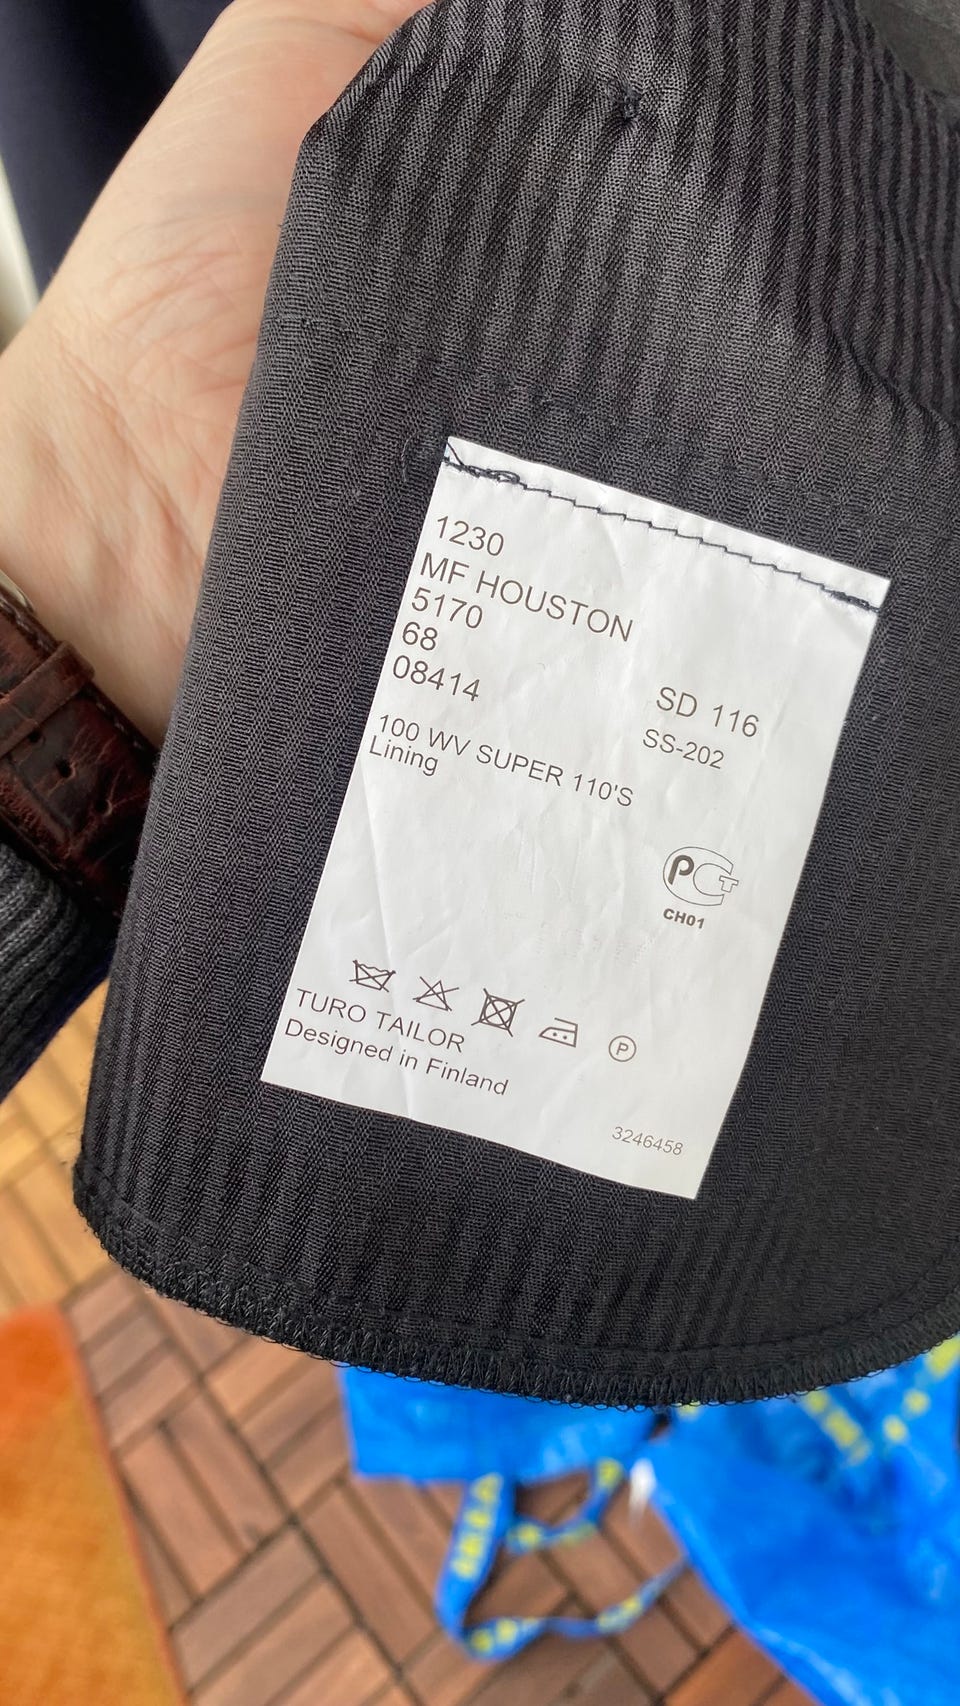 1230
MF HOUSTON
5170
68
08414
SD 116
SS-202
100 WV SUPER 110'S
Lining
PCT
CH01
P
TURO TAILOR
Designed in Finland
3246458